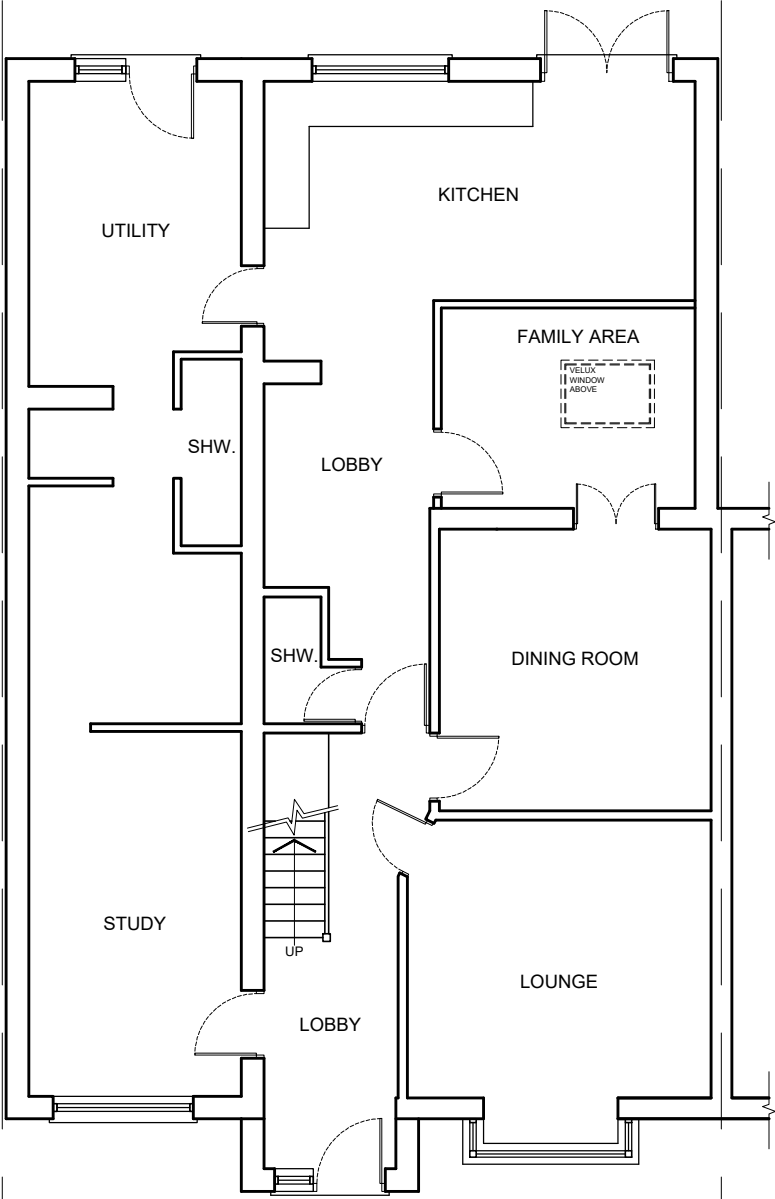 KITCHEN
UTILITY
FAMILY AREA
VELUX
WINDOW
ABOVE
SHW.
LOBBY
SHW.
DINING ROOM
STUDY
UP
LOUNGE
LOBBY